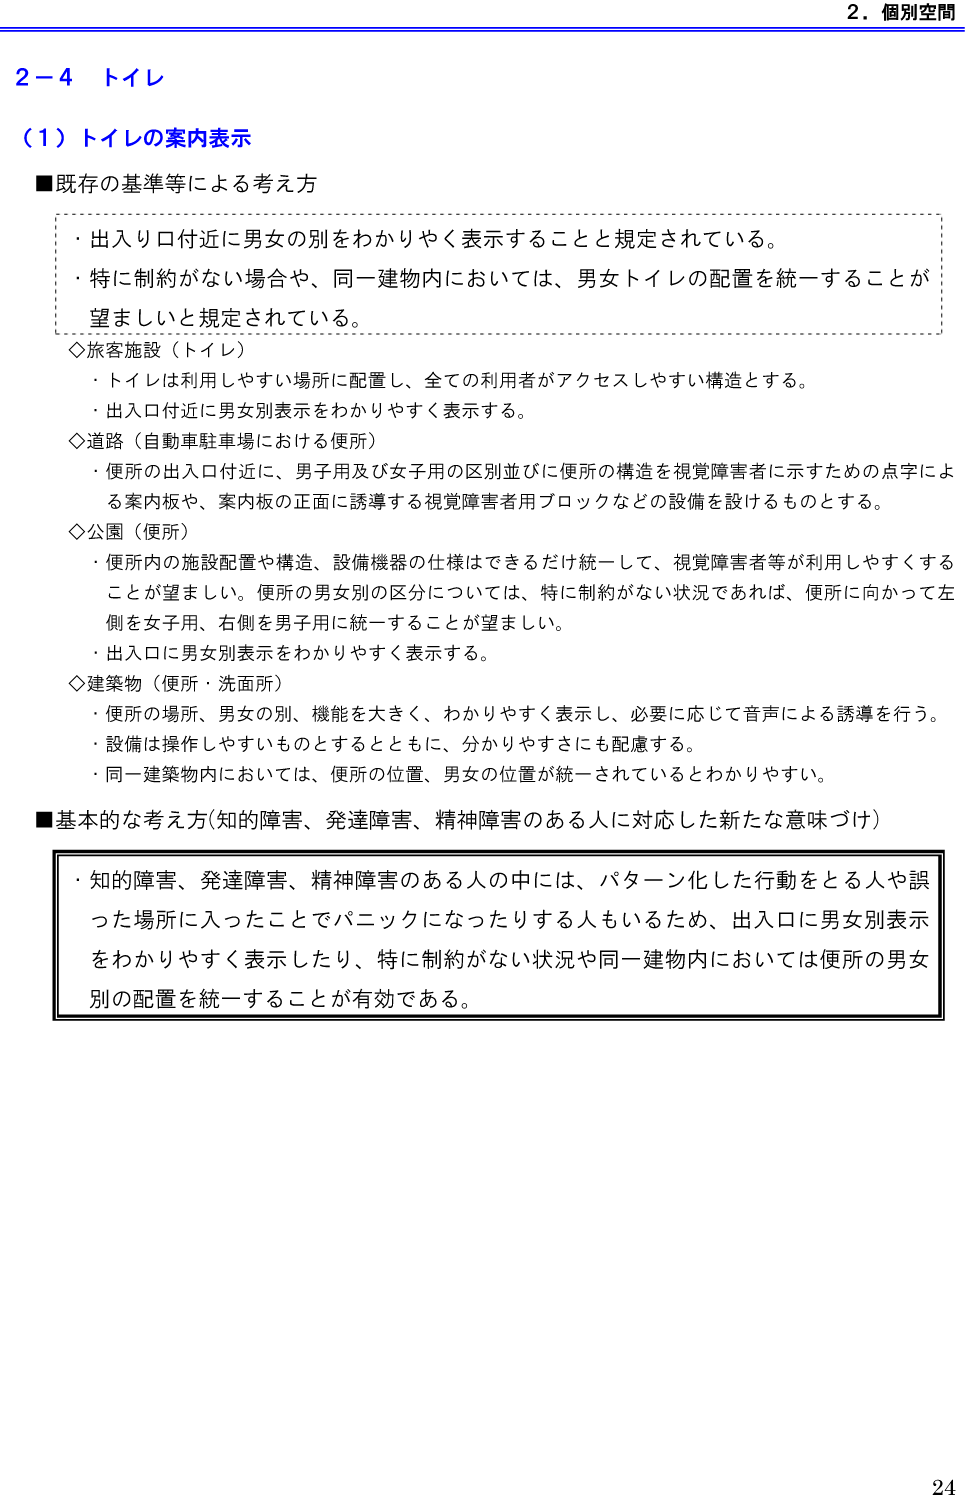 ２．個別空間
２－４　トイレ
（１）トイレの案内表示
■既存の基準等による考え方
・出入り口付近に男女の別をわかりやく表示することと規定されている。
・特に制約がない場合や、同一建物内においては、男女トイレの配置を統一することが
望ましいと規定されている。
◇旅客施設（トイレ）
・トイレは利用しやすい場所に配置し、全ての利用者がアクセスしやすい構造とする。
・出入口付近に男女別表示をわかりやすく表示する。
◇道路（自動車駐車場における便所）
・便所の出入口付近に、男子用及び女子用の区別並びに便所の構造を視覚障害者に示すための点字によ
る案内板や、案内板の正面に誘導する視覚障害者用ブロックなどの設備を設けるものとする。
◇公園（便所）
・便所内の施設配置や構造、設備機器の仕様はできるだけ統一して、視覚障害者等が利用しやすくする
ことが望ましい。便所の男女別の区分については、特に制約がない状況であれば、便所に向かって左
側を女子用、右側を男子用に統一することが望ましい。
・出入口に男女別表示をわかりやすく表示する。
◇建築物（便所・洗面所）
・便所の場所、男女の別、機能を大きく、わかりやすく表示し、必要に応じて音声による誘導を行う。
・設備は操作しやすいものとするとともに、分かりやすさにも配慮する。
・同一建築物内においては、便所の位置、男女の位置が統一されているとわかりやすい。
■基本的な考え方(知的障害、発達障害、精神障害のある人に対応した新たな意味づけ)
・知的障害、発達障害、精神障害のある人の中には、パターン化した行動をとる人や誤
った場所に入ったことでパニックになったりする人もいるため、出入口に男女別表示
をわかりやすく表示したり、特に制約がない状況や同一建物内においては便所の男女
別の配置を統一することが有効である。
24